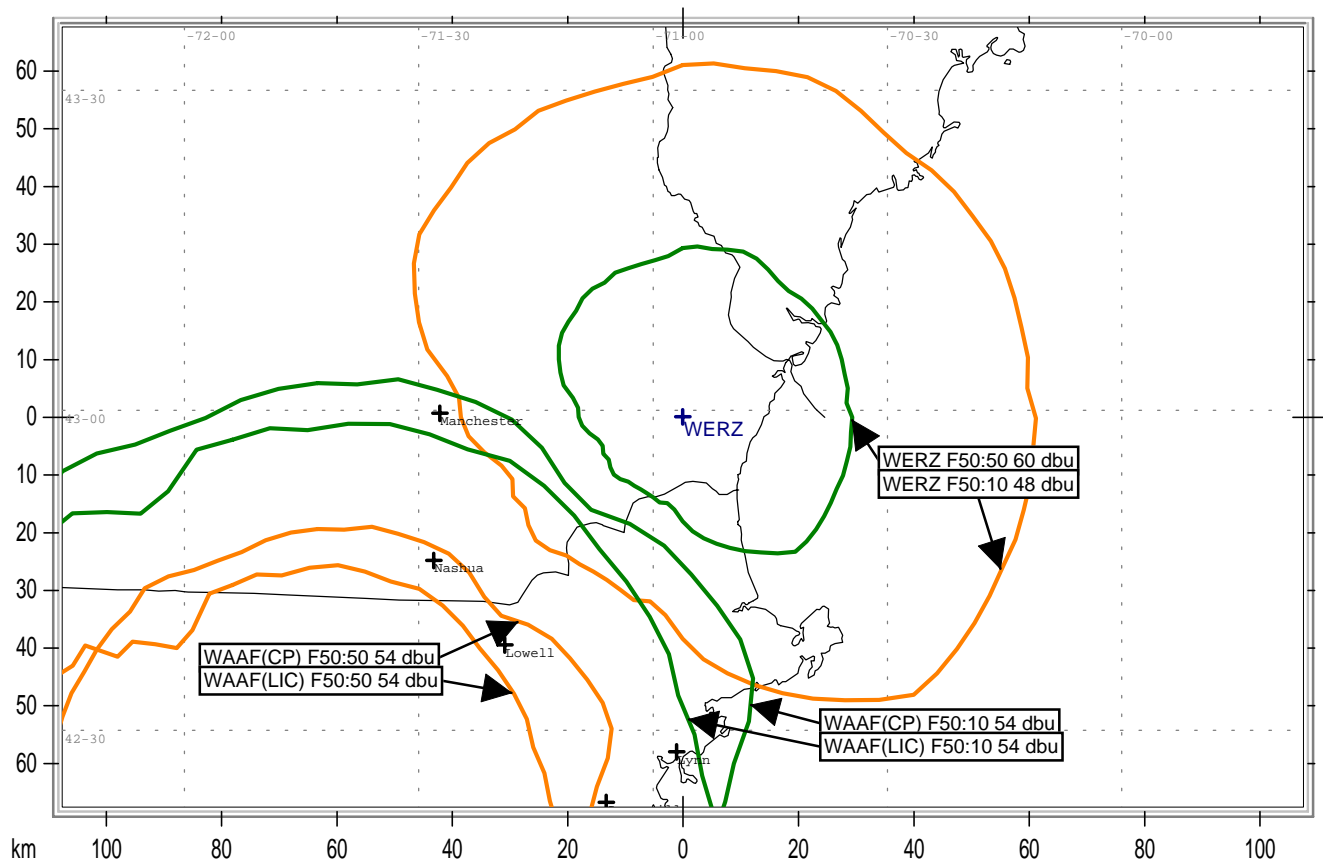 -72-00
-71-30
-71-00
-70-30
-70-00
60
43-30
50
40
30
20
10
0
43-00
Manchester
WERZ
WERZ F50:50 60 dbu
WERZ F50:10 48 dbu
10
20
Nashua
30
40
Lowell
WAAF(CP) F50:50 54 dbu
WAAF(LIC) F50:50 54 dbu
50
WAAF(CP) F50:10 54 dbu
WAAF(LIC) F50:10 54 dbu
42-30
60
Lynn
km
100
80
60
40
20
0
20
40
60
80
100